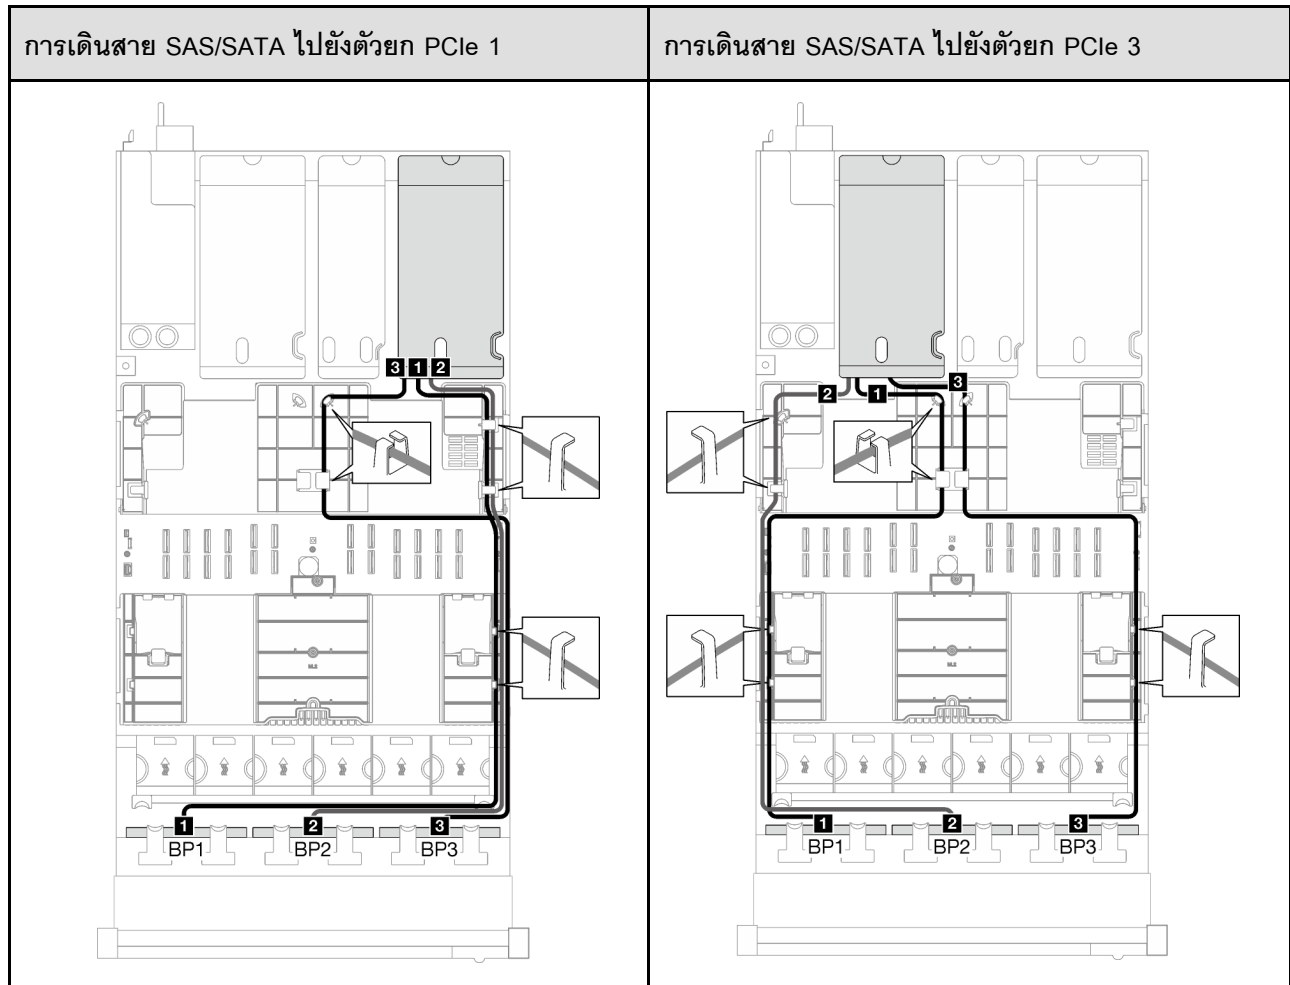 การเดินสาย SAS/SATA ไปยังตัวยก PCIe 1
การเดินสาย SAS/SATA ไปยังตัวยก PCIe 3
3 1 2
2 1 3
M.2
M.2
1 2 3
BP1 BP2 BP3
1 2 3
BP1 BP2 BP3